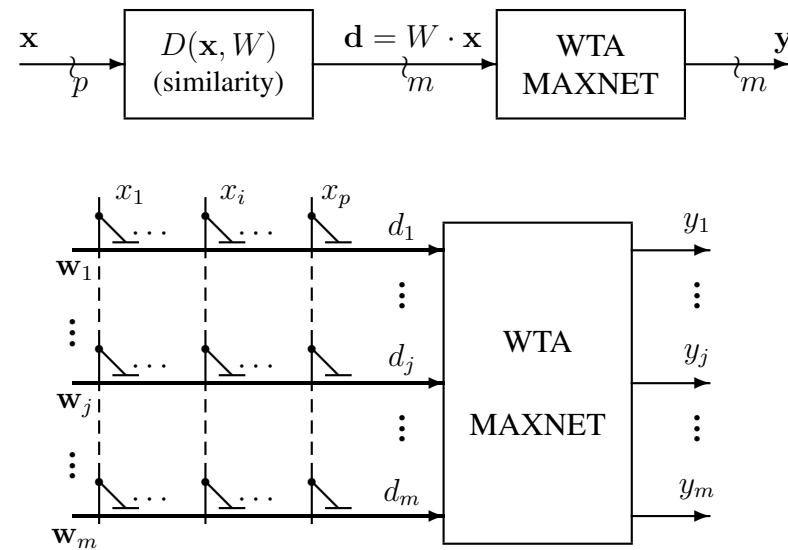 x D(x, W) d = W · x WTA y
p (similarity) m MAXNET m
x₁ xᵢ xₚ
· · · · · · d₁ y₁
w₁
WTA
· · · · · · dⱼ yⱼ
wⱼ
MAXNET
· · · · · · dₘ yₘ
wₘ